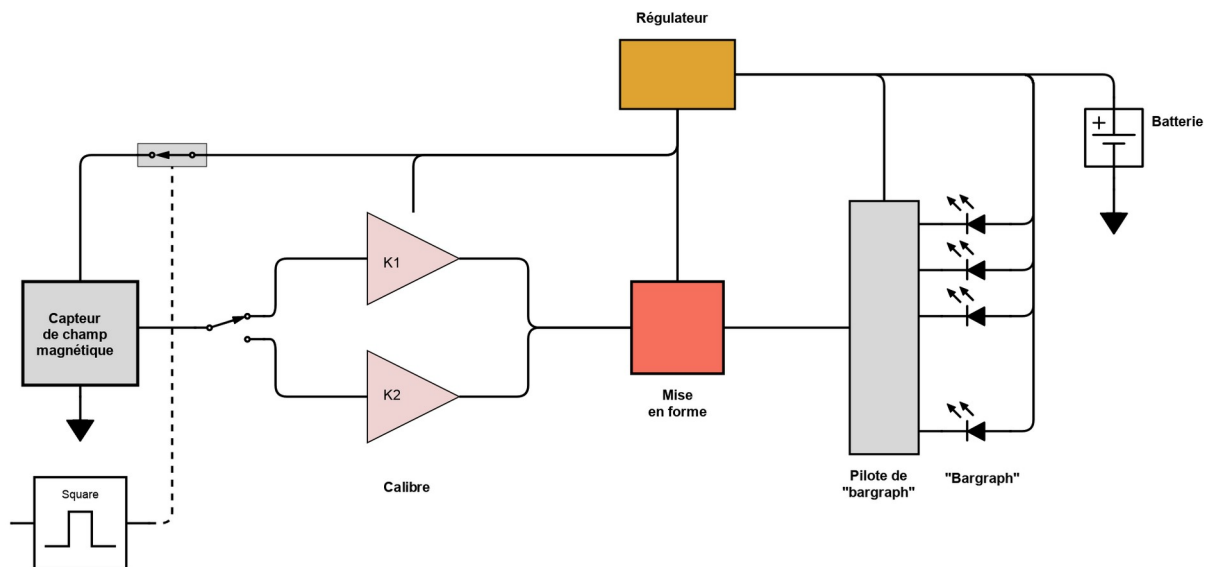 Régulateur
+
Batterie
K1
Capteur
de champ
magnétique
K2
Mise
en forme
Pilote de
"bargraph"
"Bargraph"
Calibre
Square